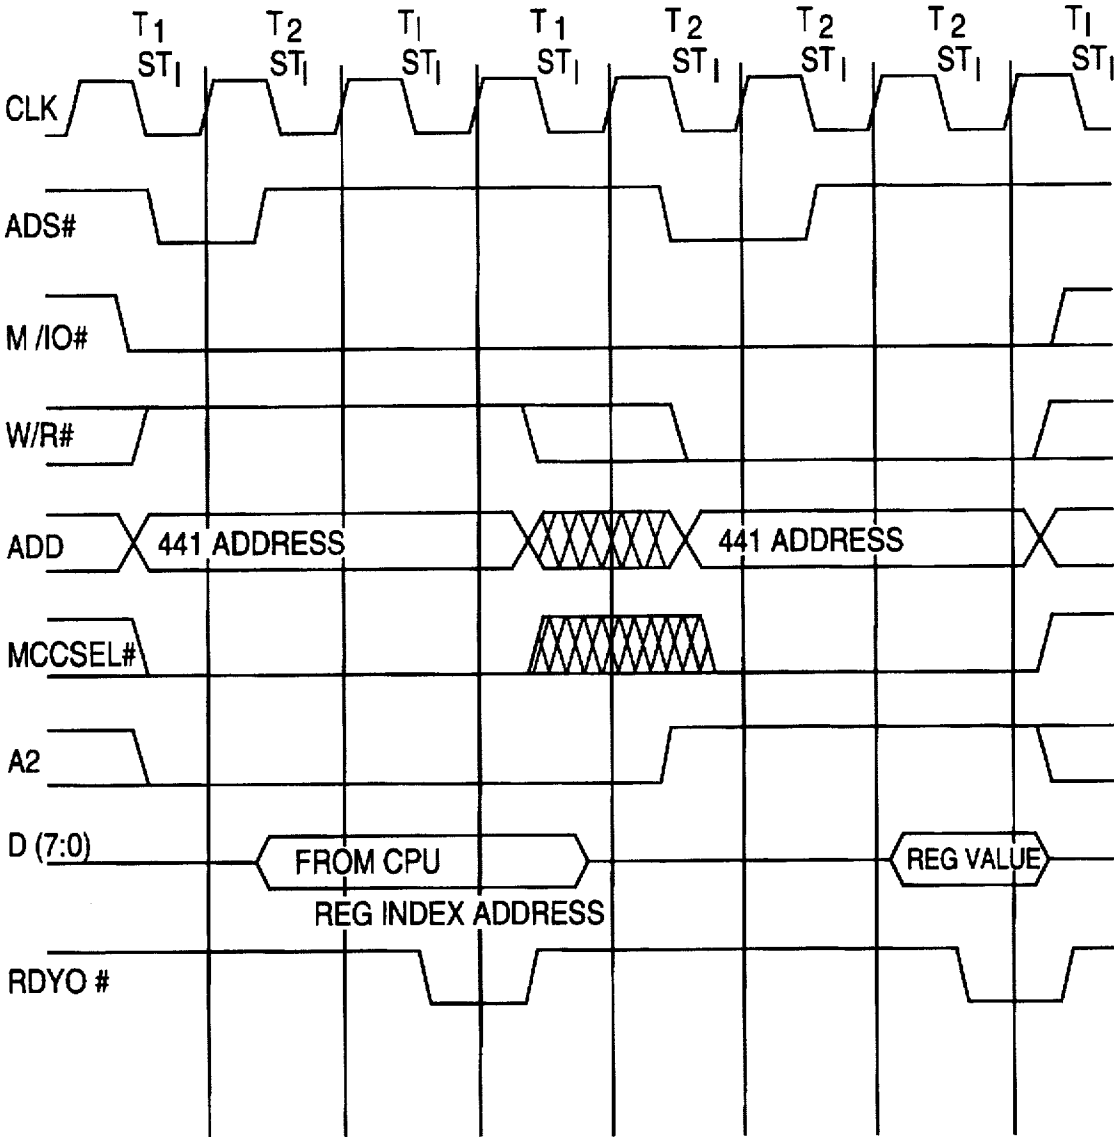 T1 T2 TI T1 T2 T2 T2 TI
STI STI STI STI STI STI STI STI
CLK
ADS#
M /IO#
W/R#
ADD 441 ADDRESS 441 ADDRESS
MCCSEL#
A2
D (7:0) FROM CPU REG VALUE
REG INDEX ADDRESS
RDYO #